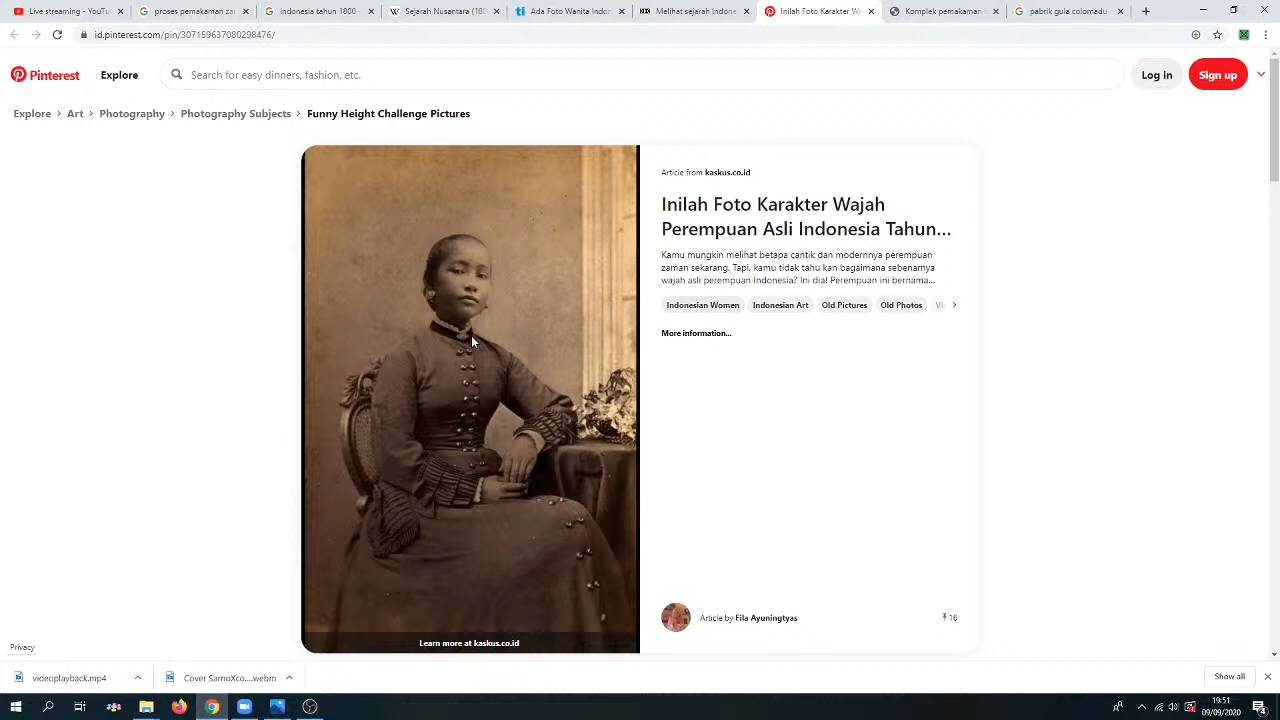 Live streaming - YouTu
proses pemakaman za
indonesia tahun 1800-
Sejarah Nusantara (180
Ada Foto Wanita Indon
Melihat sejarah Indone
Inilah Foto Karakter Wa
Komplek pemakaman k
pabrik gula colomadu
id.pinterest.com/pin/307159637080298476/
Pinterest
Explore
Search for easy dinners, fashion, etc.
Log in
Sign up
Explore > Art > Photography > Photography Subjects > Funny Height Challenge Pictures
Article from kaskus.co.id
Inilah Foto Karakter Wajah
Perempuan Asli Indonesia Tahun...
Kamu mungkin melihat betapa cantik dan modernnya perempuan
zaman sekarang. Tapi, kamu tidak tahu kan bagaimana sebenarnya
wajah asli perempuan Indonesia? Ini dia! Perempuan ini bernama...
Indonesian Women
Indonesian Art
Old Pictures
Old Photos
More information...
Article by Fila Ayuningtyas
16
Learn more at kaskus.co.id
Privacy
videoplayback.mp4
Cover SarnoXco....webm
Show all
19:51
09/09/2020
4